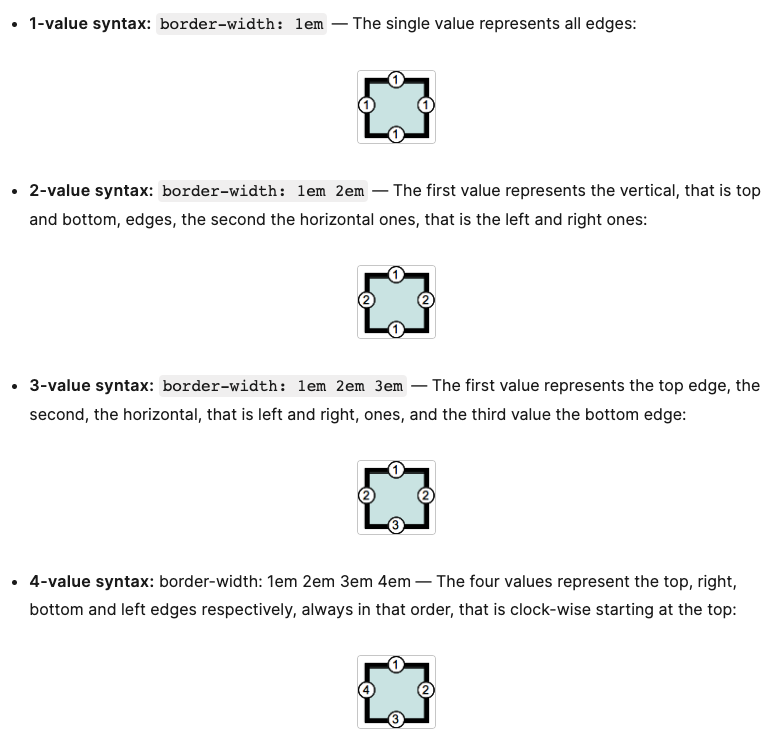 • 1-value syntax: border-width: 1em — The single value represents all edges:
1
1 1
1
• 2-value syntax: border-width: 1em 2em — The first value represents the vertical, that is top
and bottom, edges, the second the horizontal ones, that is the left and right ones:
1
2 2
1
• 3-value syntax: border-width: 1em 2em 3em — The first value represents the top edge, the
second, the horizontal, that is left and right, ones, and the third value the bottom edge:
1
2 2
3
• 4-value syntax: border-width: 1em 2em 3em 4em — The four values represent the top, right,
bottom and left edges respectively, always in that order, that is clock-wise starting at the top:
1
4 2
3